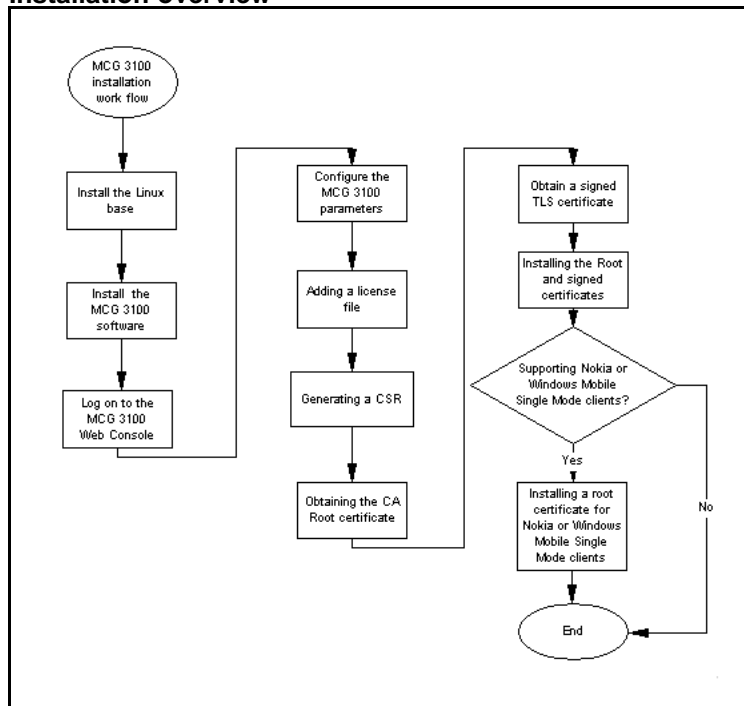 Installation overview
MCG 3100
installation
work flow
Install the Linux
base
Install the
MCG 3100
software
Log on to the
MCG 3100
Web Console
Configure the
MCG 3100
parameters
Adding a license
file
Generating a CSR
Obtaining the CA
Root certificate
Obtain a signed
TLS certificate
Installing the Root
and signed
certificates
Supporting Nokia or
Windows Mobile
Single Mode clients?
Yes
No
Installing a root
certificate for
Nokia or Windows
Mobile Single
Mode clients
End